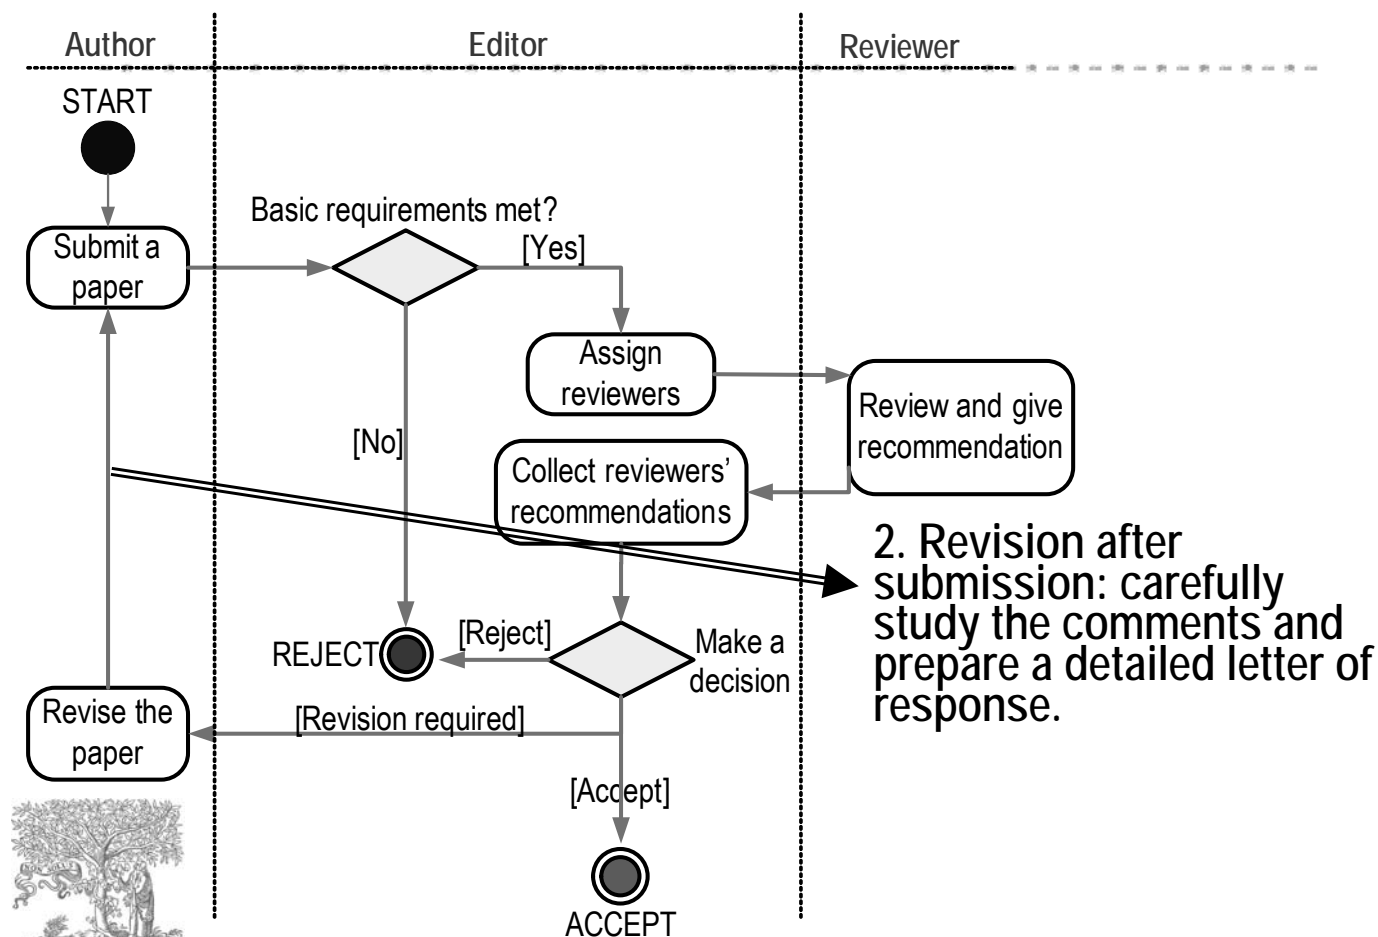 Author
Editor
Reviewer
START
Basic requirements met?
[Yes]
Submit a
paper
Assign
reviewers
Review and give
recommendation
[No]
Collect reviewers’
recommendations
2. Revision after
submission: carefully
study the comments and
prepare a detailed letter of
response.
[Reject]
REJECT
Make a
decision
Revise the
paper
[Revision required]
[Accept]
ACCEPT